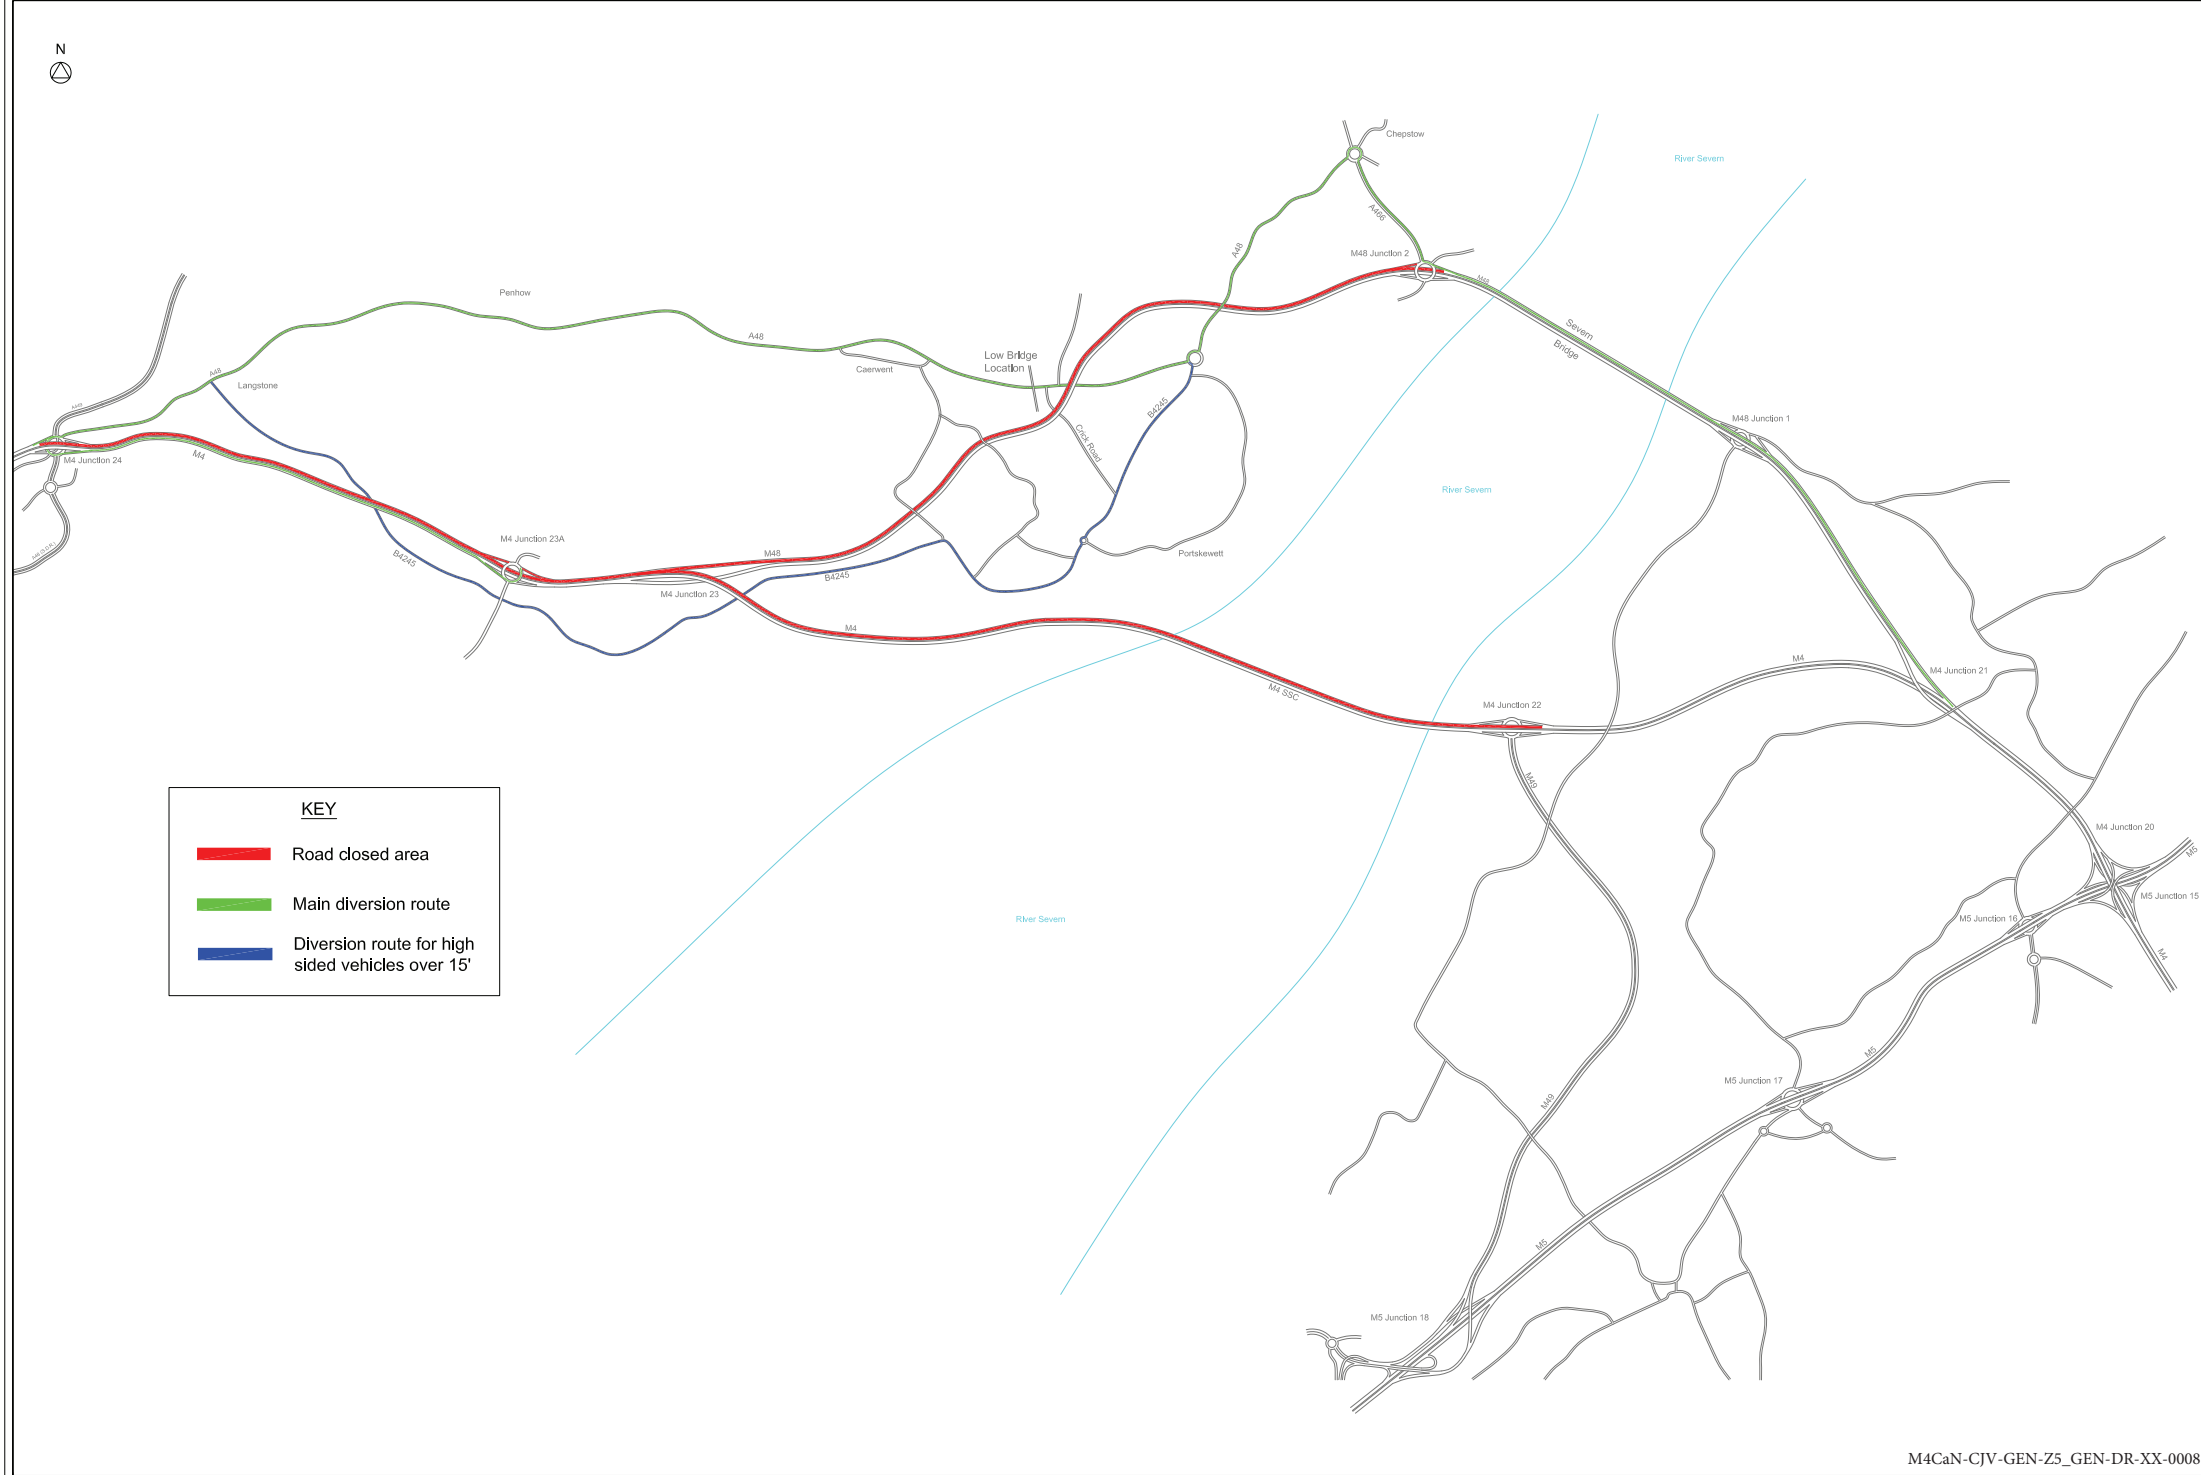 N
Chepstow
River Severn
A466
A48
M48 Junction 2
M48
Penhow
Severn
Bridge
A48
Low Bridge
Location
Caerwent
A48
Langstone
A449
B4245
M48 Junction 1
Crick Road
M4 Junction 24
M4
River Severn
M4 Junction 23A
A48 (S.D.R.)
B4245
M48
Portskewett
B4245
M4 Junction 23
M4
M4
M4 Junction 21
M4 SSC
M4 Junction 22
M49
KEY
Road closed area
Main diversion route
Diversion route for high
sided vehicles over 15'
M4 Junction 20
M5
M5 Junction 15
River Severn
M5 Junction 16
M4
M5
M5 Junction 17
M49
M5
M5 Junction 18
M4CaN-CJV-GEN-Z5_GEN-DR-XX-0008